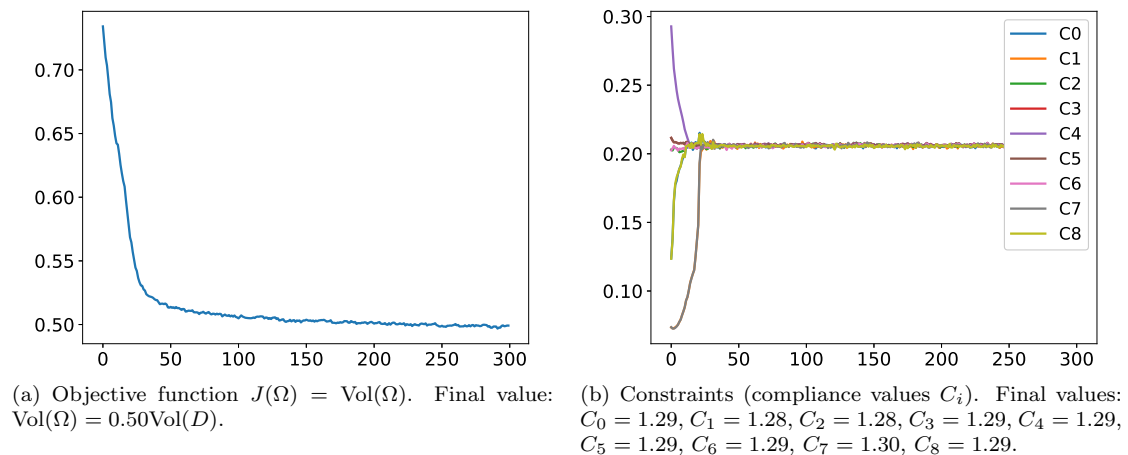 0.70
0.65
0.60
0.55
0.50
0 50 100 150 200 250 300
(a) Objective function J(Ω) = Vol(Ω). Final value:
Vol(Ω) = 0.50Vol(D).
0.30
0.25
0.20
0.15
0.10
0 50 100 150 200 250 300
C0
C1
C2
C3
C4
C5
C6
C7
C8
(b) Constraints (compliance values C_i). Final values:
C_0 = 1.29, C_1 = 1.28, C_2 = 1.28, C_3 = 1.29, C_4 = 1.29,
C_5 = 1.29, C_6 = 1.29, C_7 = 1.30, C_8 = 1.29.